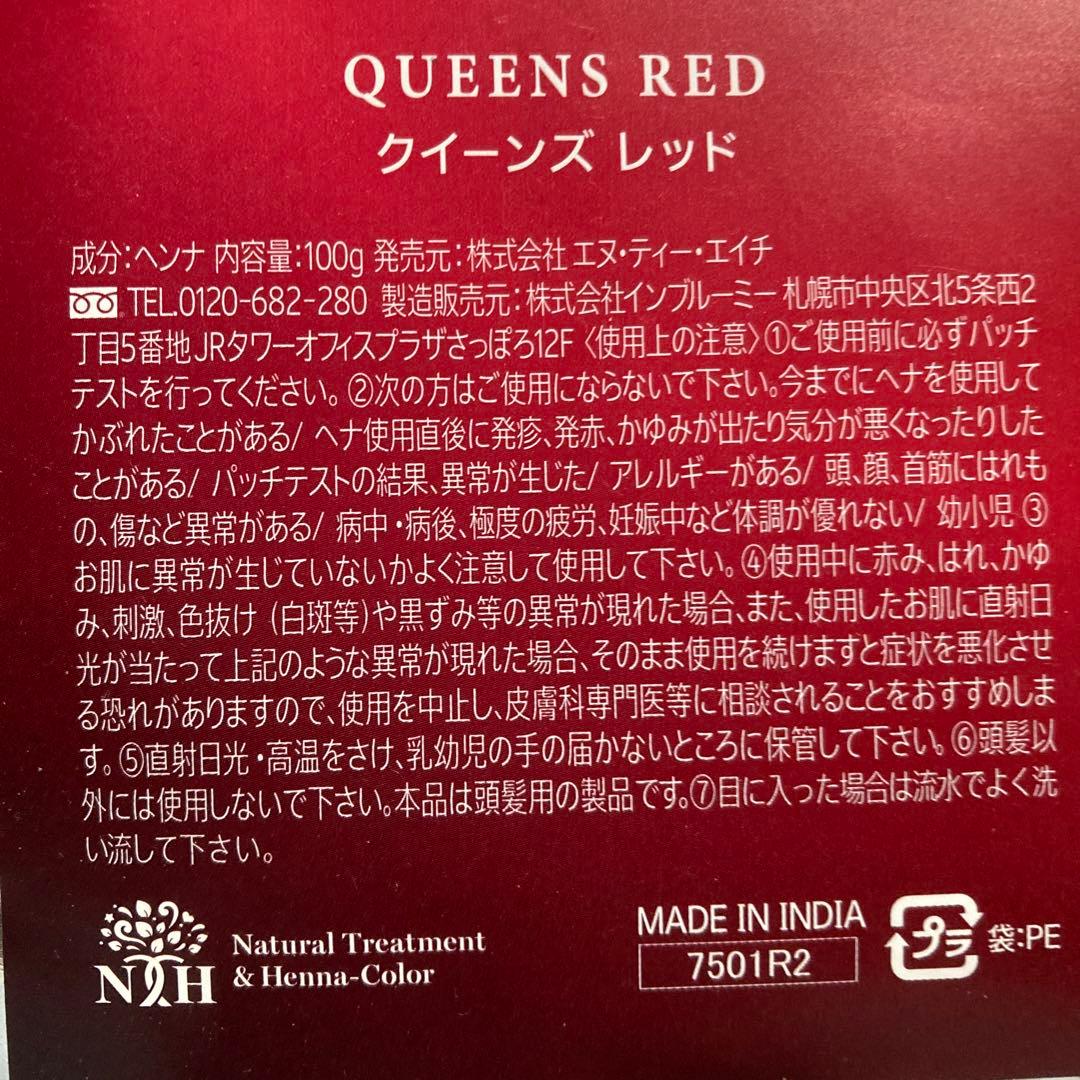 QUEENS RED
クイーンズ レッド
成分:ヘンナ 内容量:100g 発売元:株式会社 エヌ・ティー・エイチ
TEL.0120-682-280 製造販売元:株式会社インブルーミー 札幌市中央区北5条西2
丁目5番地JRタワーオフィスプラザさっぽろ12F〈使用上の注意〉①ご使用前に必ずパッチ
テストを行ってください。②次の方はご使用にならないで下さい。今までにヘナを使用して
かぶれたことがある/ ヘナ使用直後に発疹、発赤、かゆみが出たり気分が悪くなったりした
ことがある/ パッチテストの結果、異常が生じた/ アレルギーがある/ 頭、顔、首筋にはれも
の、傷など異常がある/ 病中・病後、極度の疲労、妊娠中など体調が優れない/ 幼小児 ③
お肌に異常が生じていないかよく注意して使用して下さい。④使用中に赤み、はれ、かゆ
み、刺激、色抜け (白斑等)や黒ずみ等の異常が現れた場合、また、使用したお肌に直射日
光が当たって上記のような異常が現れた場合、そのまま使用を続けますと症状を悪化させ
る恐れがありますので、使用を中止し、皮膚科専門医等に相談されることをおすすめしま
す。⑤直射日光・高温をさけ、乳幼児の手の届かないところに保管して下さい。⑥頭髪以
外には使用しないで下さい。本品は頭髪用の製品です。⑦目に入った場合は流水でよく洗
い流して下さい。
NTH
Natural Treatment
& Henna-Color
MADE IN INDIA
7501R2
プラ
袋:PE